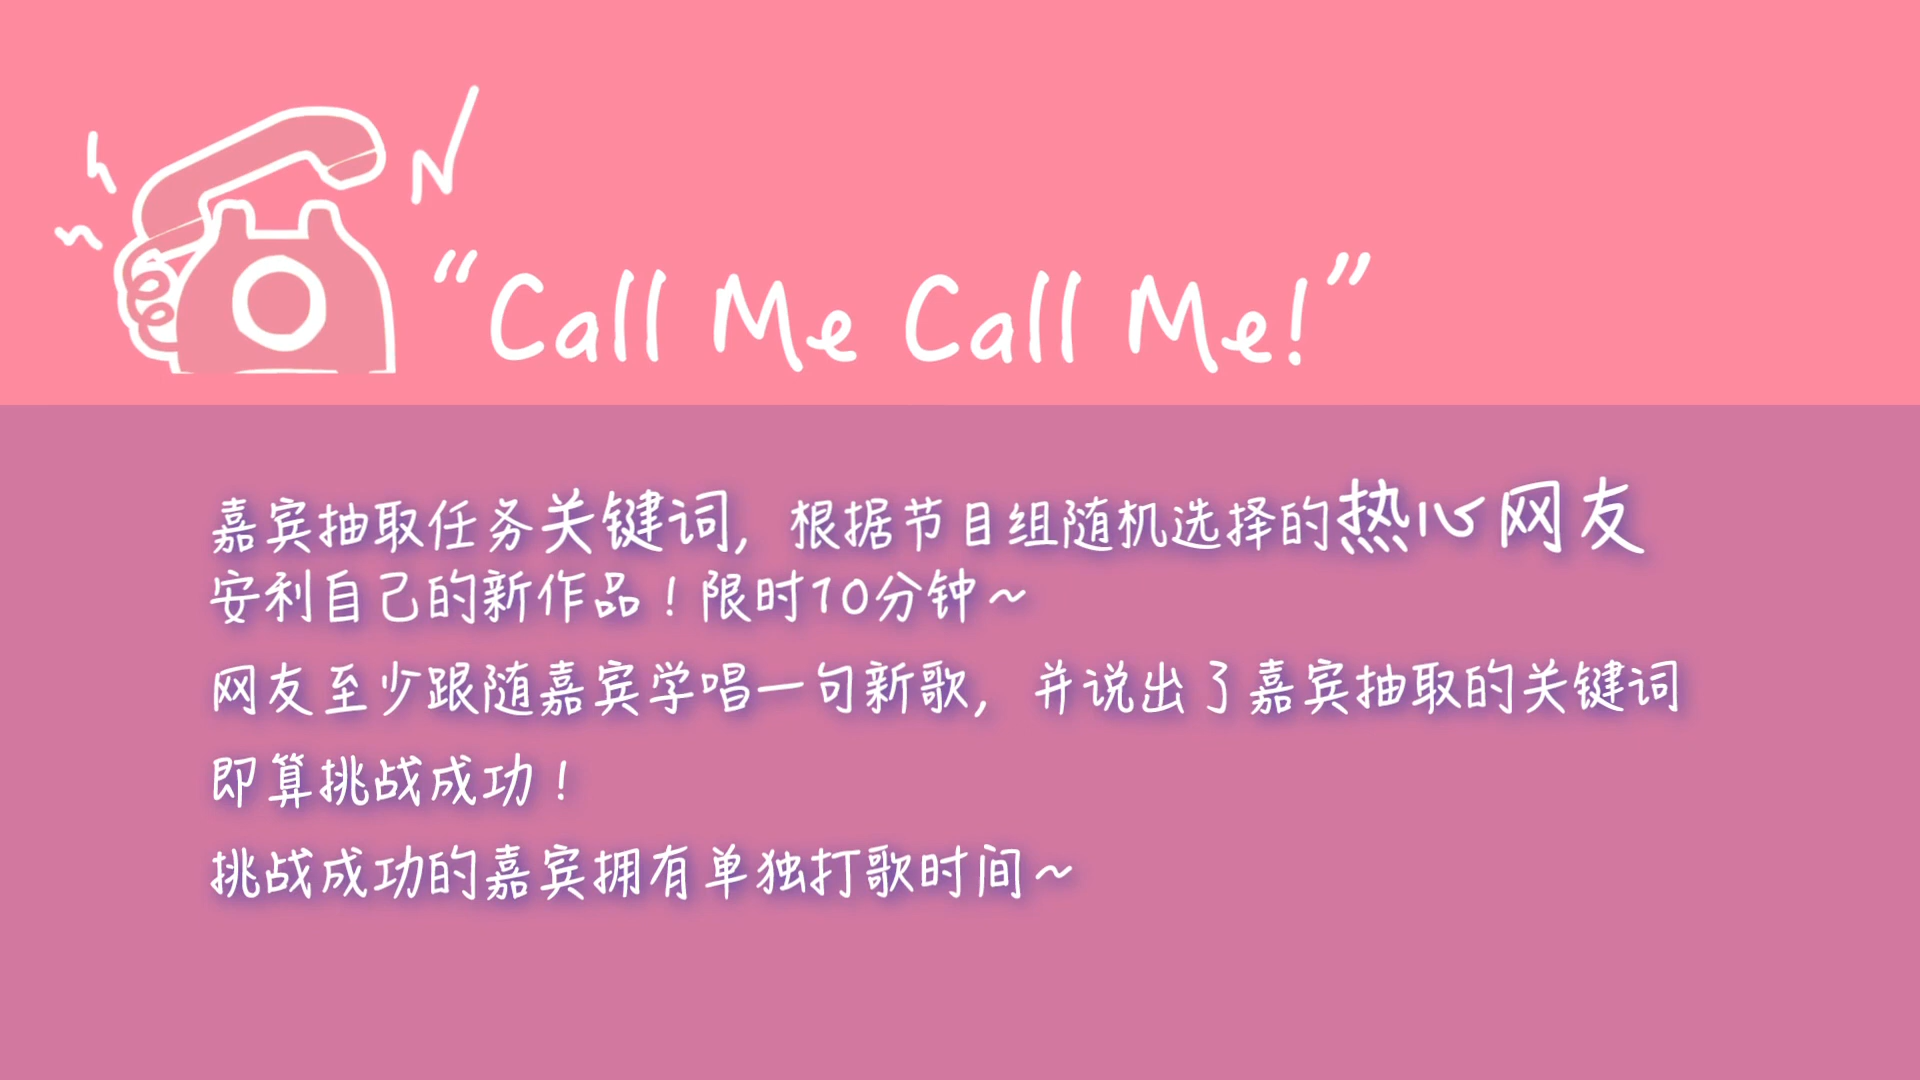 “Call Me Call Me!”
嘉宾抽取任务关键词，根据节目组随机选择的热心网友
安利自己的新作品！限时10分钟~
网友至少跟随嘉宾学唱一句新歌，并说出了嘉宾抽取的关键词
即算挑战成功！
挑战成功的嘉宾拥有单独打歌时间~